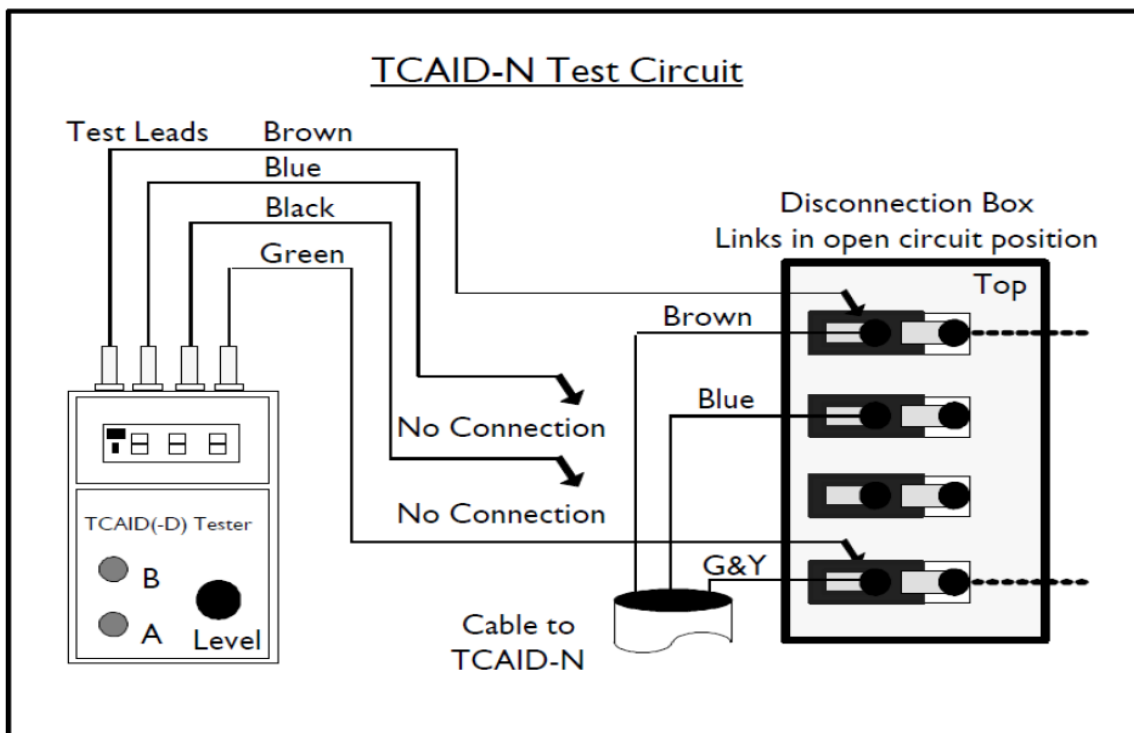 TCAID-N Test Circuit
Test Leads
Brown
Blue
Black
Green
Disconnection Box
Links in open circuit position
Top
Brown
Blue
No Connection
No Connection
G&Y
Cable to
TCAID-N
TCAID(-D) Tester
B
A
Level